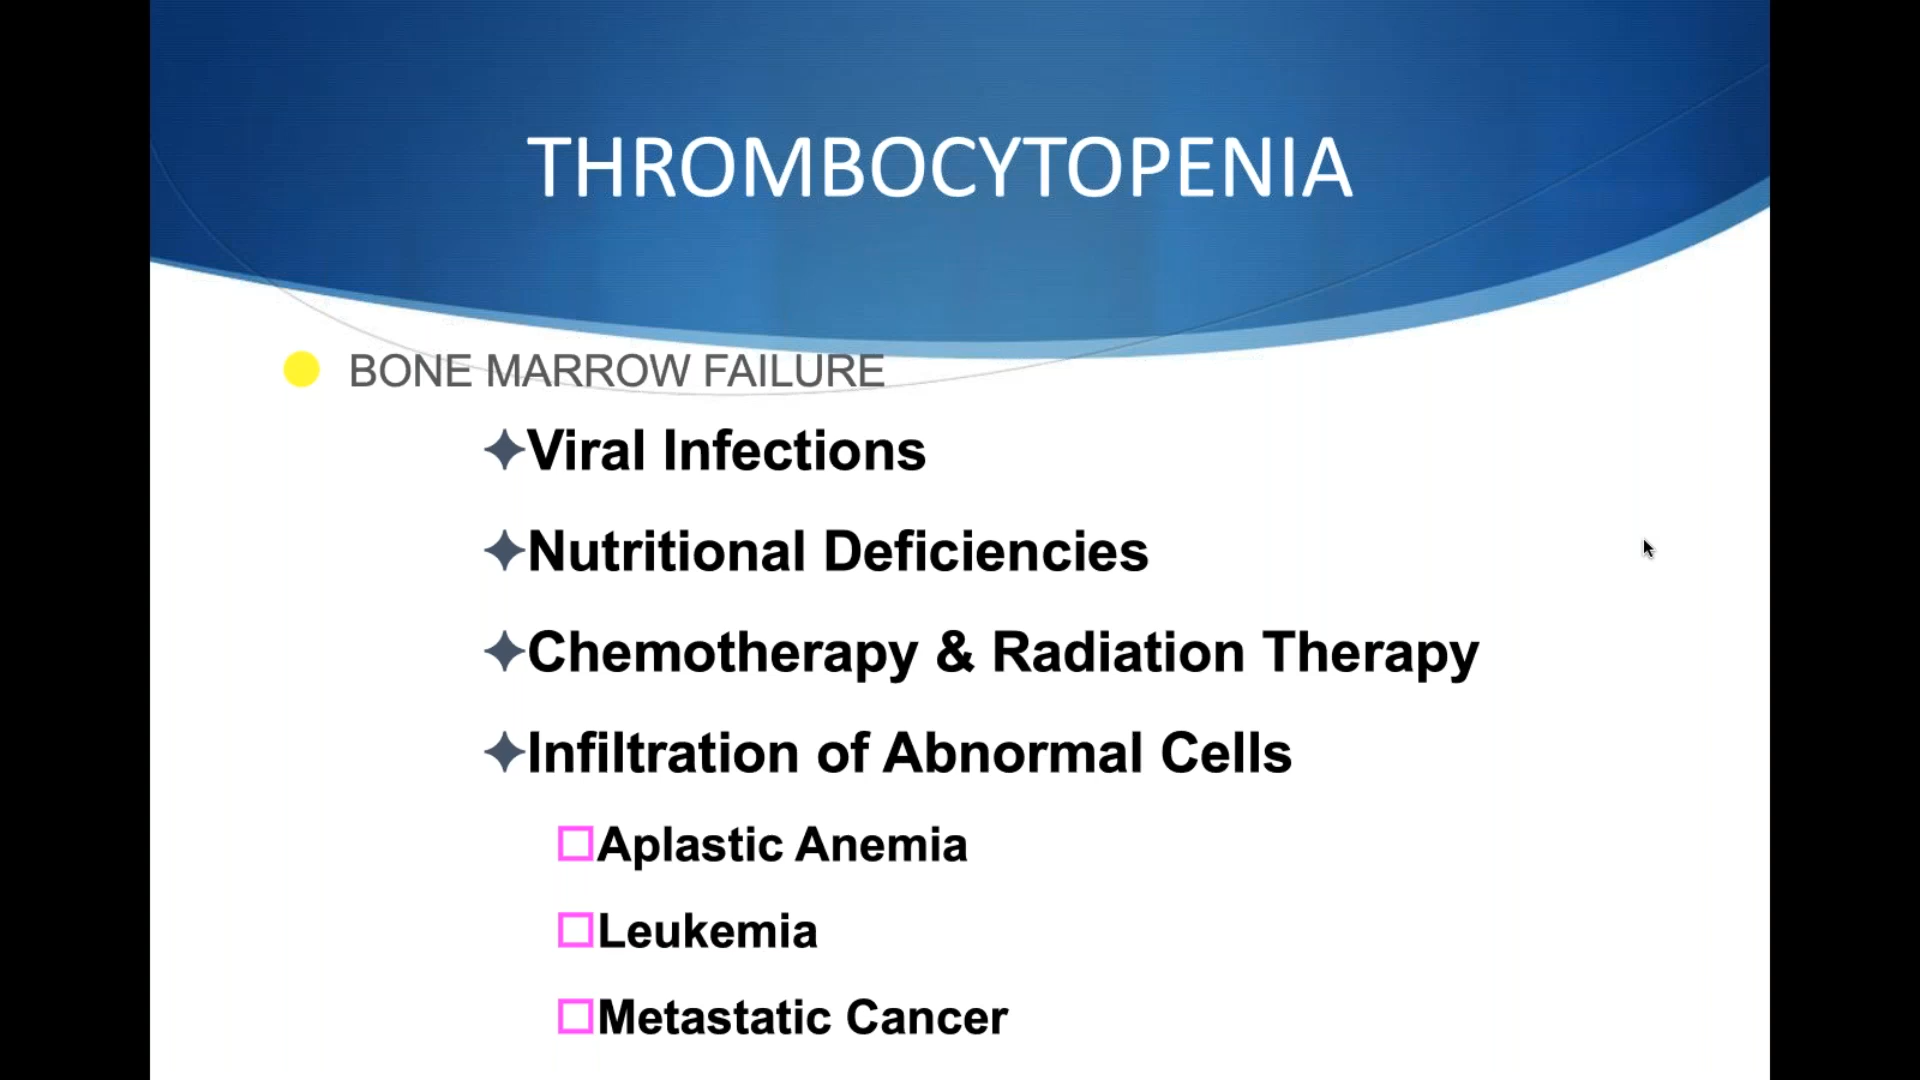 THROMBOCYTOPENIA
BONE MARROW FAILURE
Viral Infections
Nutritional Deficiencies
Chemotherapy & Radiation Therapy
Infiltration of Abnormal Cells
Aplastic Anemia
Leukemia
Metastatic Cancer